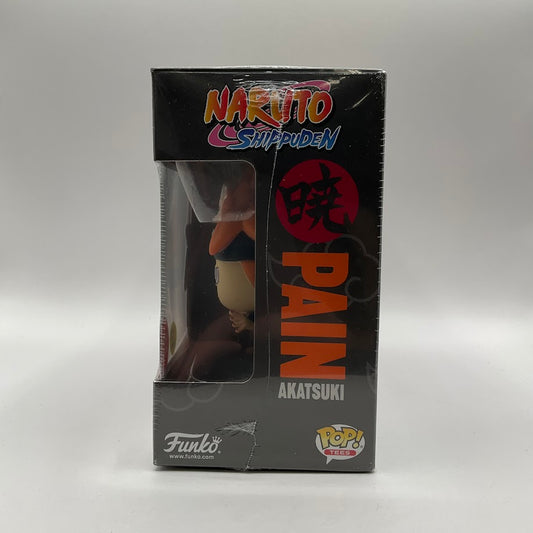 NARUTO
SHIPPUDEN
暁
PAIN
AKATSUKI
Funko
www.funko.com
POP!
TEES